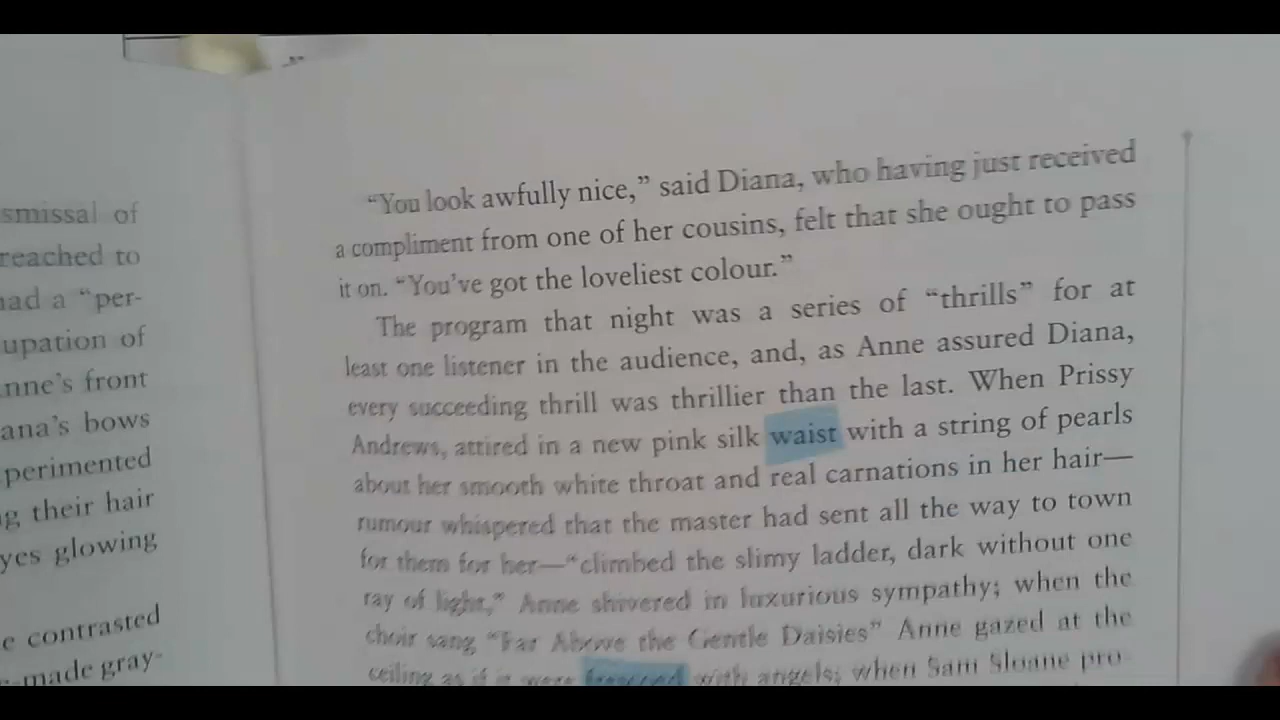 smissal of
reached to
had a “per-
upation of
nne’s front
ana’s bows
perimented
g their hair
yes glowing
e contrasted
-made gray-
“You look awfully nice,” said Diana, who having just received
a compliment from one of her cousins, felt that she ought to pass
it on. “You’ve got the loveliest colour.”
The program that night was a series of “thrills” for at
least one listener in the audience, and, as Anne assured Diana,
every succeeding thrill was thrillier than the last. When Prissy
Andrews, attired in a new pink silk waist with a string of pearls
about her smooth white throat and real carnations in her hair—
rumour whispered that the master had sent all the way to town
for them for her—“climbed the slimy ladder, dark without one
ray of light,” Anne shivered in luxurious sympathy; when the
choir sang “Far Above the Gentle Daisies” Anne gazed at the
ceiling as if it were frescoed with angels; when Sam Sloane pro-